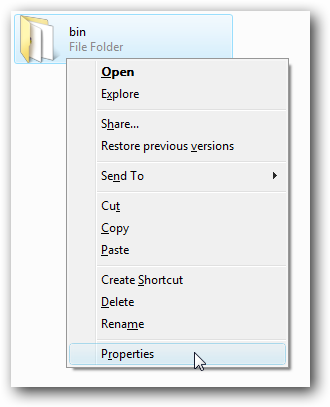 bin
File Folder
Open
Explore
Share...
Restore previous versions
Send To
Cut
Copy
Paste
Create Shortcut
Delete
Rename
Properties